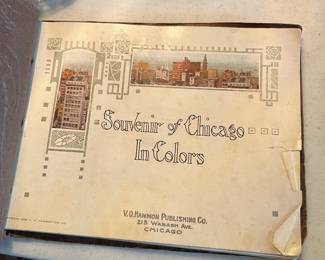 Souvenir of Chicago
In Colors
V.O. HAMMON PUBLISHING CO.
215 WABASH AVE.
CHICAGO